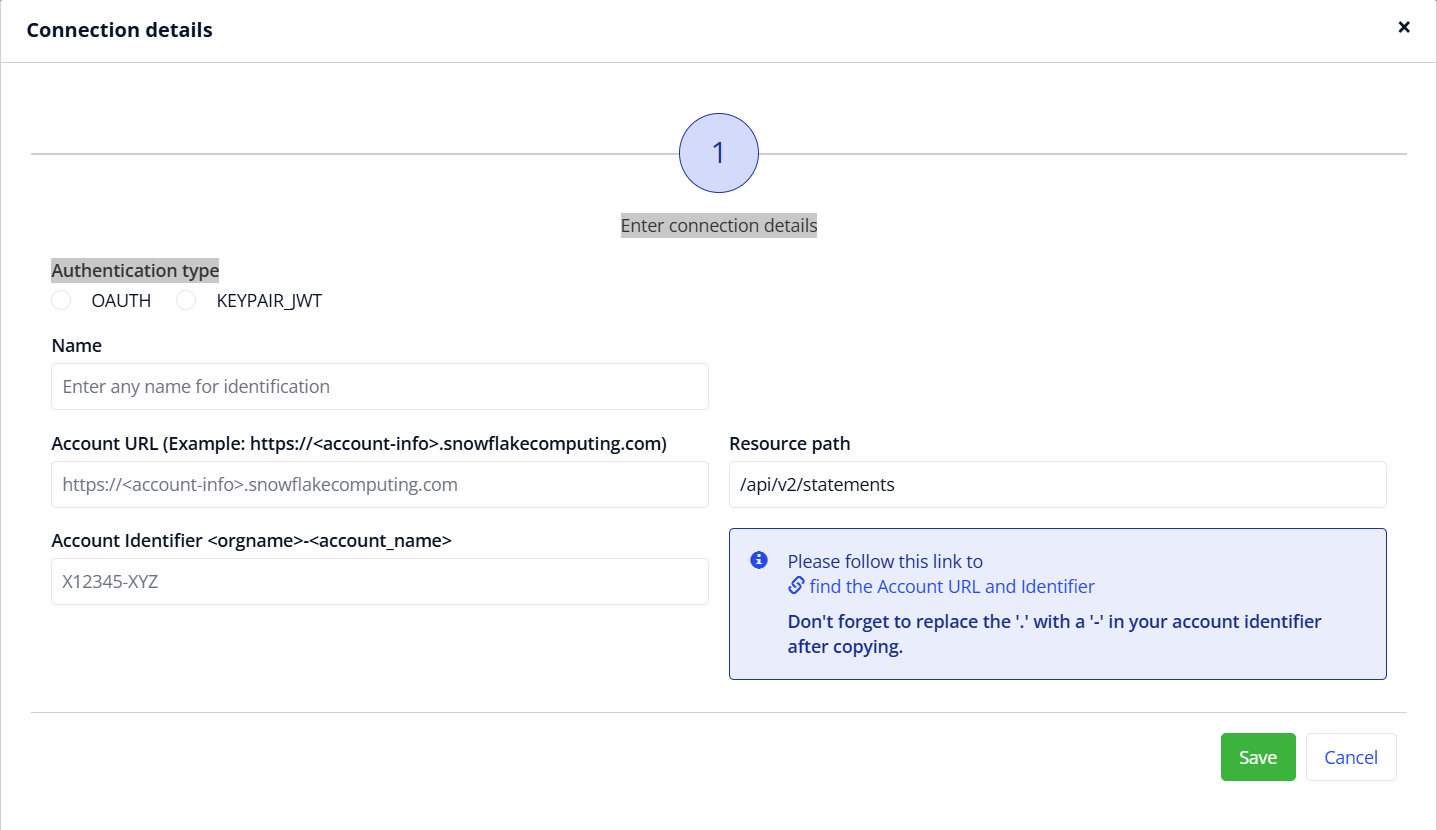 Connection details
1
Enter connection details
Authentication type
OAUTH KEYPAIR_JWT
Name
Enter any name for identification
Account URL (Example: https://<account-info>.snowflakecomputing.com)
https://<account-info>.snowflakecomputing.com
Resource path
/api/v2/statements
Account Identifier <orgname>-<account_name>
X12345-XYZ
Please follow this link to
find the Account URL and Identifier
Don't forget to replace the '.' with a '-' in your account identifier
after copying.
Save Cancel